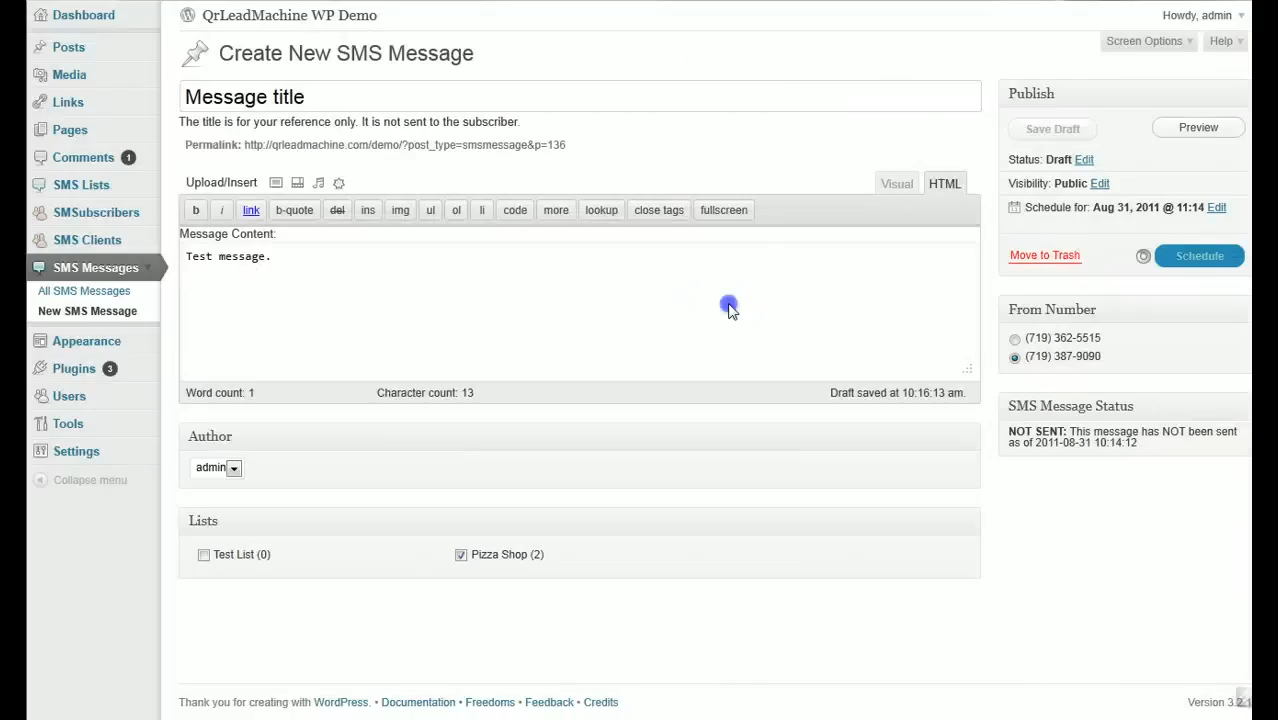 Dashboard
Posts
Media
Links
Pages
Comments 1
SMS Lists
SMSubscribers
SMS Clients
SMS Messages
All SMS Messages
New SMS Message
Appearance
Plugins 3
Users
Tools
Settings
Collapse menu
QrLeadMachine WP Demo
Howdy, admin
Screen Options
Help
Create New SMS Message
Message title
The title is for your reference only. It is not sent to the subscriber.
Permalink: http://qrleadmachine.com/demo/?post_type=smsmessage&p=136
Upload/Insert
Visual
HTML
b i link b-quote del ins img ul ol li code more lookup close tags fullscreen
Message Content:
Test message.
Word count: 1 Character count: 13 Draft saved at 10:16:13 am.
Author
admin
Lists
Test List (0)
Pizza Shop (2)
Publish
Save Draft
Preview
Status: Draft Edit
Visibility: Public Edit
Schedule for: Aug 31, 2011 @ 11:14 Edit
Move to Trash
Schedule
From Number
(719) 362-5515
(719) 387-9090
SMS Message Status
NOT SENT: This message has NOT been sent
as of 2011-08-31 10:14:12
Thank you for creating with WordPress. • Documentation • Freedoms • Feedback • Credits
Version 3.2.1